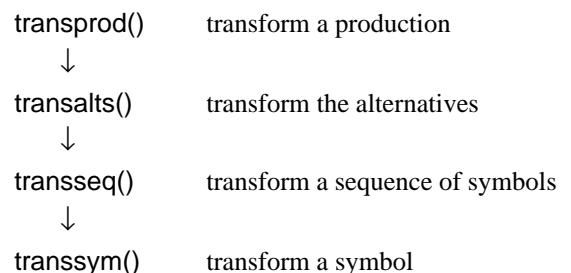 transprod() transform a production
↓
transalts() transform the alternatives
↓
transseq() transform a sequence of symbols
↓
transsym() transform a symbol